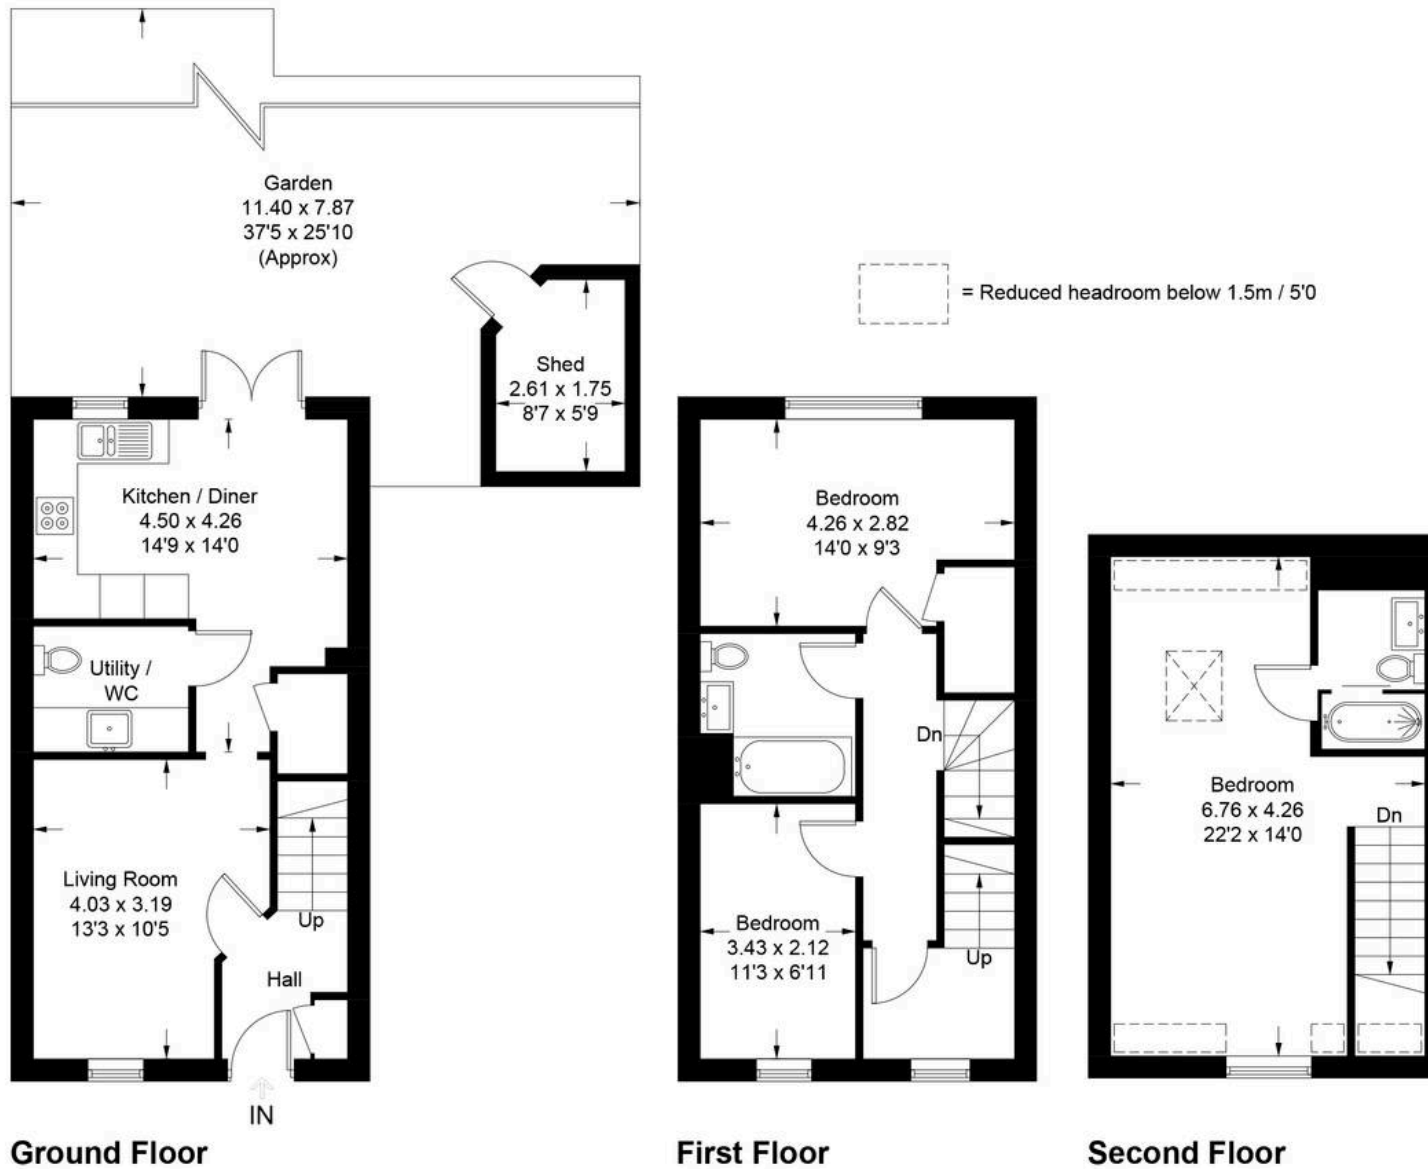 Garden
11.40 x 7.87
37'5 x 25'10
(Approx)
= Reduced headroom below 1.5m / 5'0
Shed
2.61 x 1.75
8'7 x 5'9
Kitchen / Diner
4.50 x 4.26
14'9 x 14'0
Utility /
WC
Living Room
4.03 x 3.19
13'3 x 10'5
Up
Hall
IN
Ground Floor
Bedroom
4.26 x 2.82
14'0 x 9'3
Dn
Bedroom
3.43 x 2.12
11'3 x 6'11
Up
First Floor
Bedroom
6.76 x 4.26
22'2 x 14'0
Dn
Second Floor